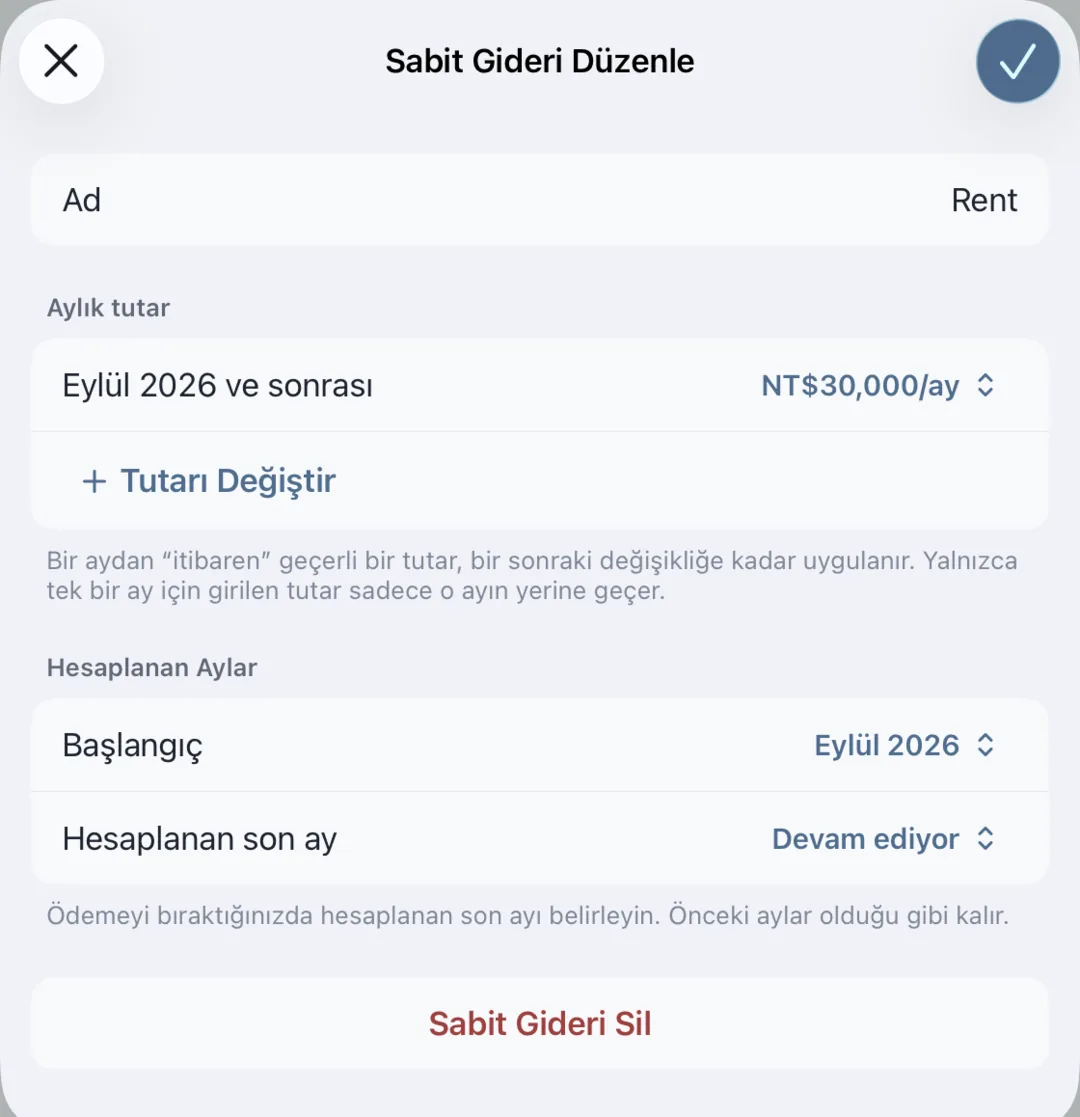 Sabit Gideri Düzenle
Ad
Rent
Aylık tutar
Eylül 2026 ve sonrası
NT$30,000/ay
+ Tutarı Değiştir
Bir aydan “itibaren” geçerli bir tutar, bir sonraki değişikliğe kadar uygulanır. Yalnızca
tek bir ay için girilen tutar sadece o ayın yerine geçer.
Hesaplanan Aylar
Başlangıç
Eylül 2026
Hesaplanan son ay
Devam ediyor
Ödemeyi bıraktığınızda hesaplanan son ayı belirleyin. Önceki aylar olduğu gibi kalır.
Sabit Gideri Sil